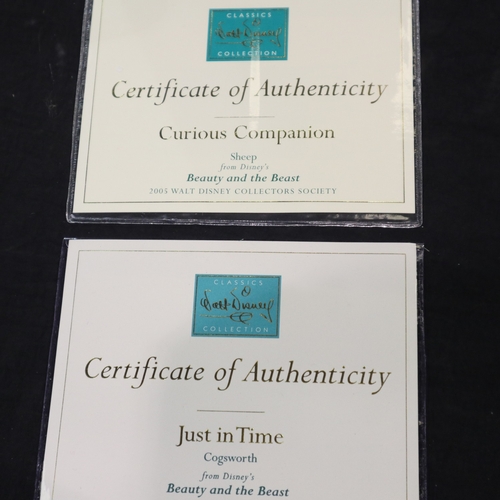 CLASSICS
Walt Disney
COLLECTION
Certificate of Authenticity
Curious Companion
Sheep
from Disney's
Beauty and the Beast
2005 WALT DISNEY COLLECTORS SOCIETY
CLASSICS
Walt Disney
COLLECTION
Certificate of Authenticity
Just in Time
Cogsworth
from Disney's
Beauty and the Beast